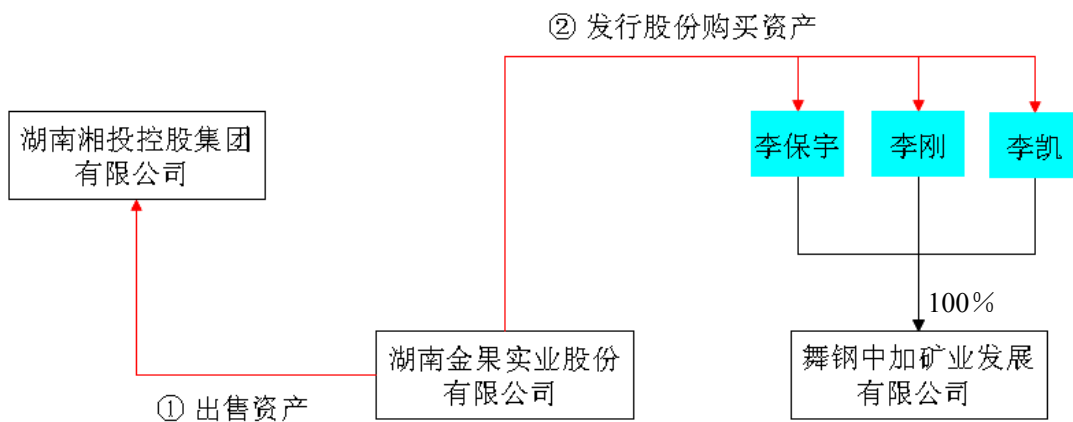 ② 发行股份购买资产
湖南湘投控股集团
有限公司
李保宇
李刚
李凯
100%
湖南金果实业股份
有限公司
舞钢中加矿业发展
有限公司
① 出售资产